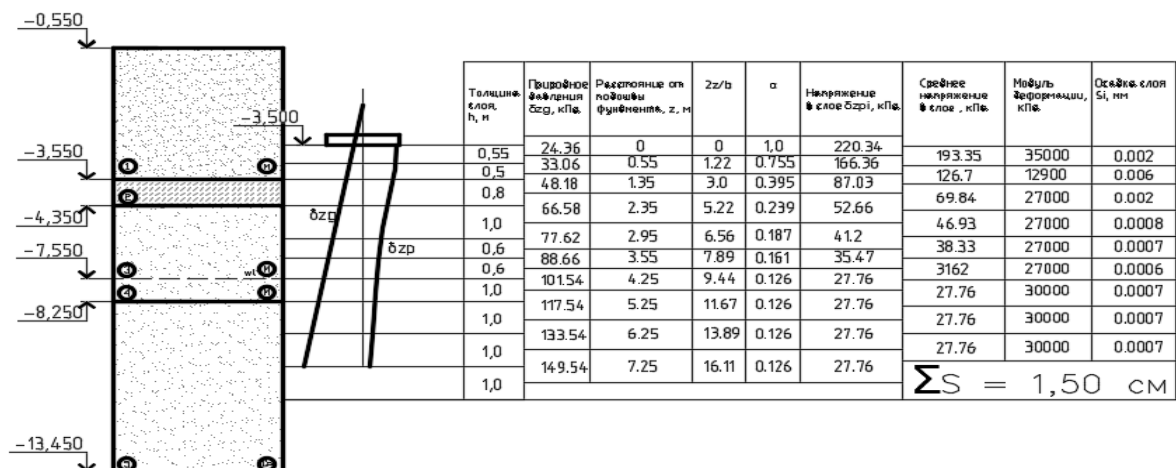 -0,550
-3,500
-3,550
-4,350
-7,550
-8,250
-13,450
1 м
2
3 М
wl
4 М
5
δzg
δzp
Толщина
слоя,
h, м
Природное
давления
δzg, кПа
Расстояние от
подошвы
фундамента, z, м
2z/b
α
Напряжение
в слое δzpi, кПа
Среднее
напряжение
в слое , кПа
Модуль
деформации,
кПа
Осадка слоя
Si, мм
0,55
0,5
0,8
1,0
0,6
0,6
1,0
1,0
1,0
1,0
24.36 0 0 1,0 220.34
33.06 0.55 1.22 0.755 166.36
48.18 1.35 3.0 0.395 87.03
66.58 2.35 5.22 0.239 52.66
77.62 2.95 6.56 0.187 41.2
88.66 3.55 7.89 0.161 35.47
101.54 4.25 9.44 0.126 27.76
117.54 5.25 11.67 0.126 27.76
133.54 6.25 13.89 0.126 27.76
149.54 7.25 16.11 0.126 27.76
193.35 35000 0.002
126.7 12900 0.006
69.84 27000 0.002
46.93 27000 0.0008
38.33 27000 0.0007
3162 27000 0.0006
27.76 30000 0.0007
27.76 30000 0.0007
27.76 30000 0.0007
ΣS = 1,50 см